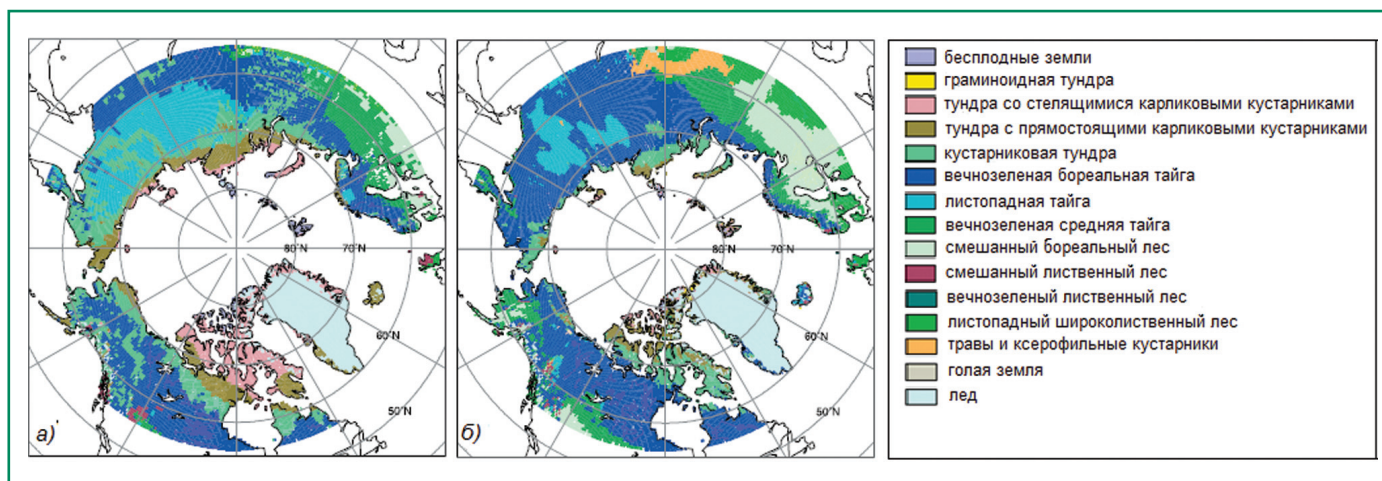 а)
80°N
70°N
60°N
50°N
б)
80°N
70°N
60°N
50°N
бесплодные земли
граминоидная тундра
тундра со стелящимися карликовыми кустарниками
тундра с прямостоящими карликовыми кустарниками
кустарниковая тундра
вечнозеленая бореальная тайга
листопадная тайга
вечнозеленая средняя тайга
смешанный бореальный лес
смешанный лиственный лес
вечнозеленый лиственный лес
листопадный широколиственный лес
травы и ксерофильные кустарники
голая земля
лед